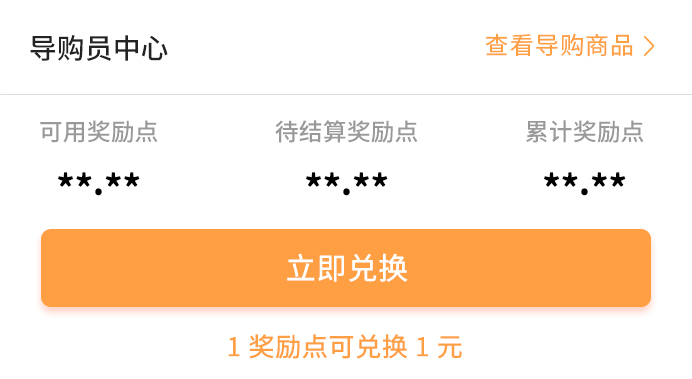 导购员中心 查看导购商品 >
可用奖励点 待结算奖励点 累计奖励点
**.** **.** **.**
立即兑换
1 奖励点可兑换 1 元